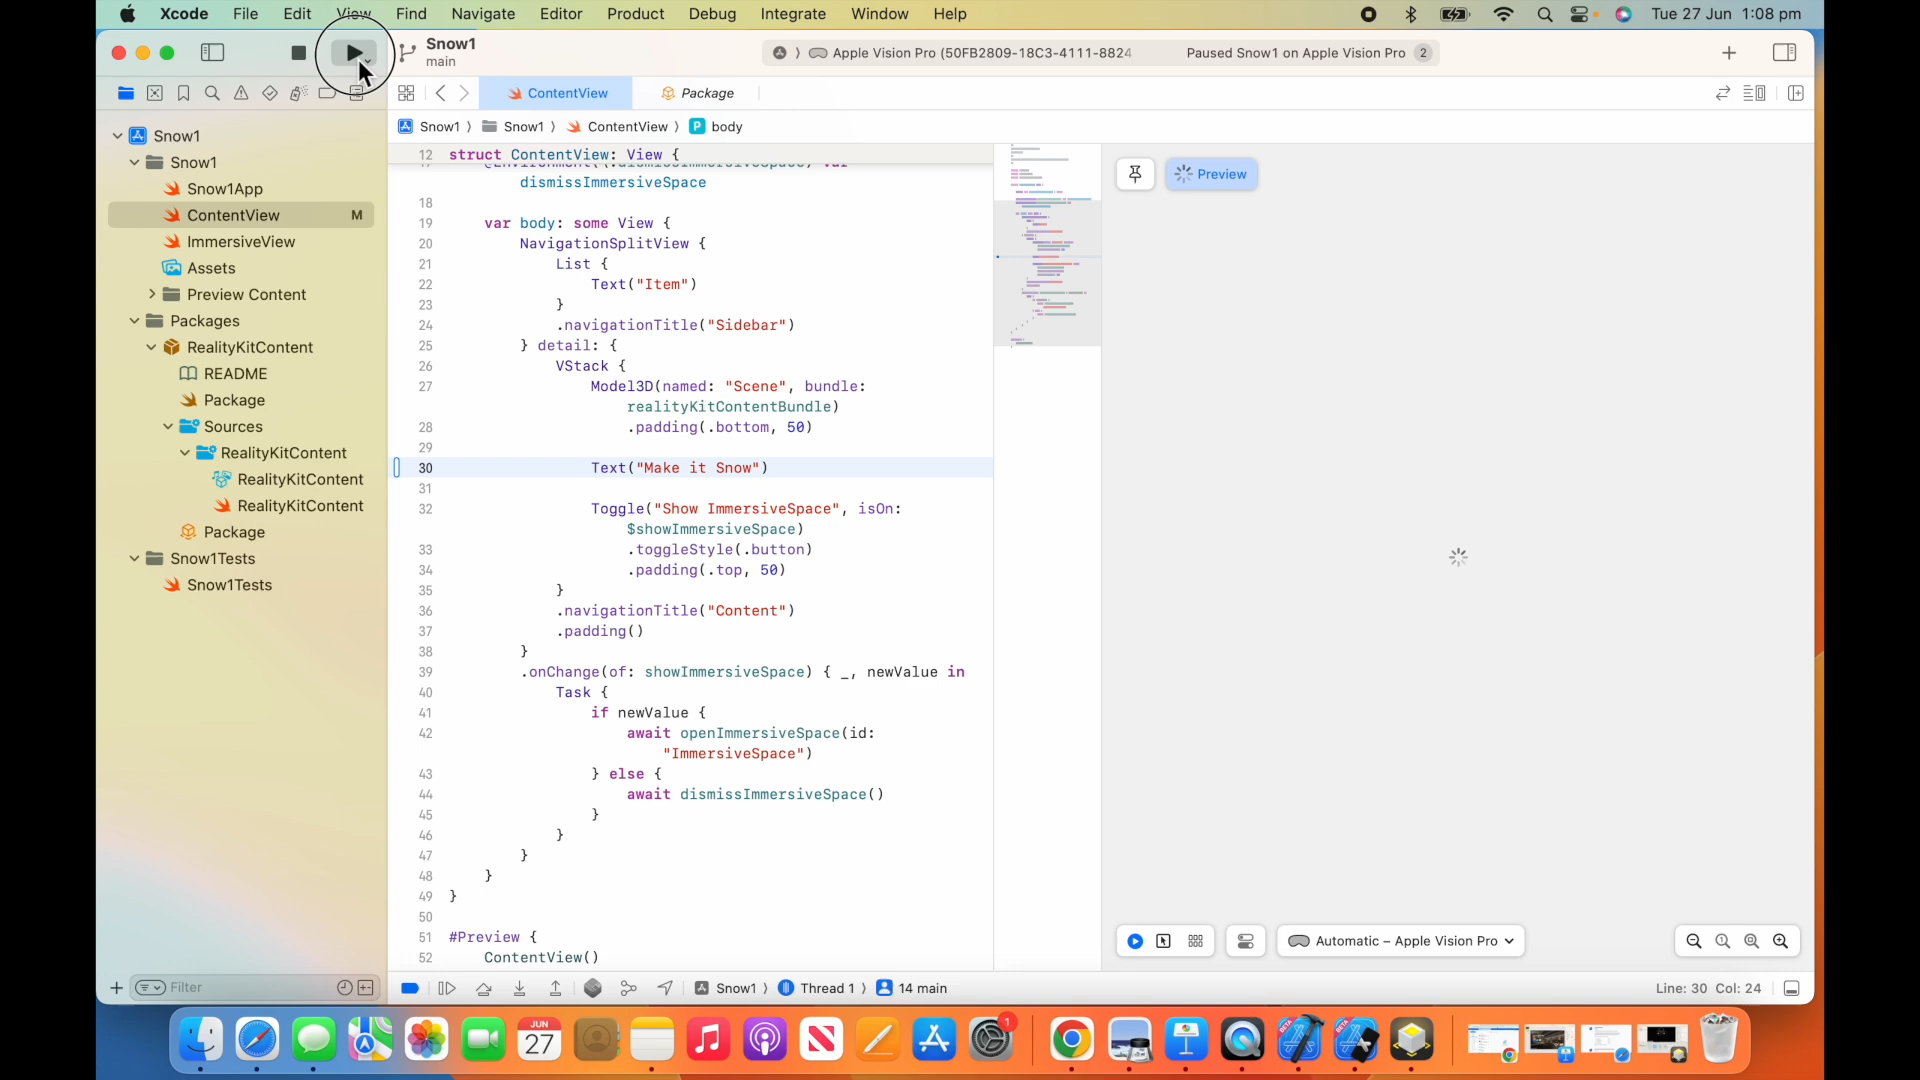 Xcode File Edit View Find Navigate Editor Product Debug Integrate Window Help Tue 27 Jun 1:08 pm
Snow1
main
Apple Vision Pro (50FB2809-18C3-4111-8824 Paused Snow1 on Apple Vision Pro 2
ContentView Package
Snow1 Snow1 ContentView P body
Snow1
Snow1
Snow1App
ContentView M
ImmersiveView
Assets
Preview Content
Packages
RealityKitContent
README
Package
Sources
RealityKitContent
RealityKitContent
RealityKitContent
Package
Snow1Tests
Snow1Tests
Filter
12 struct ContentView: View {
dismissImmersiveSpace
18
19 var body: some View {
20 NavigationSplitView {
21 List {
22 Text("Item")
23 }
24 .navigationTitle("Sidebar")
25 } detail: {
26 VStack {
27 Model3D(named: "Scene", bundle:
realityKitContentBundle)
28 .padding(.bottom, 50)
29
30 Text("Make it Snow")
31
32 Toggle("Show ImmersiveSpace", isOn:
$showImmersiveSpace)
33 .toggleStyle(.button)
34 .padding(.top, 50)
35 }
36 .navigationTitle("Content")
37 .padding()
38 }
39 .onChange(of: showImmersiveSpace) { _, newValue in
40 Task {
41 if newValue {
42 await openImmersiveSpace(id:
"ImmersiveSpace")
43 } else {
44 await dismissImmersiveSpace()
45 }
46 }
47 }
48 }
49 }
50
51 #Preview {
52 ContentView()
Preview
Automatic – Apple Vision Pro
Snow1 Thread 1 14 main
Line: 30 Col: 24
JUN
27
1